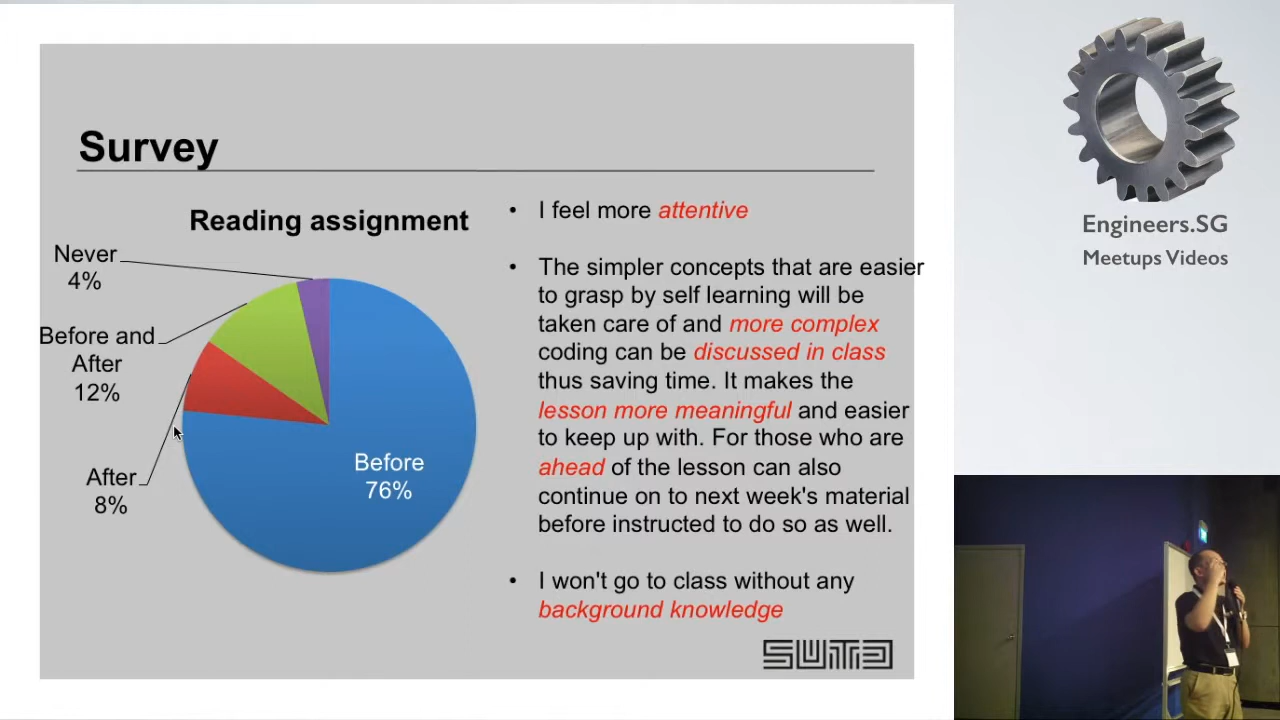 Survey
Reading assignment
Never
4%
Before and
After
12%
After
8%
Before
76%
• I feel more attentive
• The simpler concepts that are easier
to grasp by self learning will be
taken care of and more complex
coding can be discussed in class
thus saving time. It makes the
lesson more meaningful and easier
to keep up with. For those who are
ahead of the lesson can also
continue on to next week's material
before instructed to do so as well.
• I won't go to class without any
background knowledge
SUTD
Engineers.SG
Meetups Videos